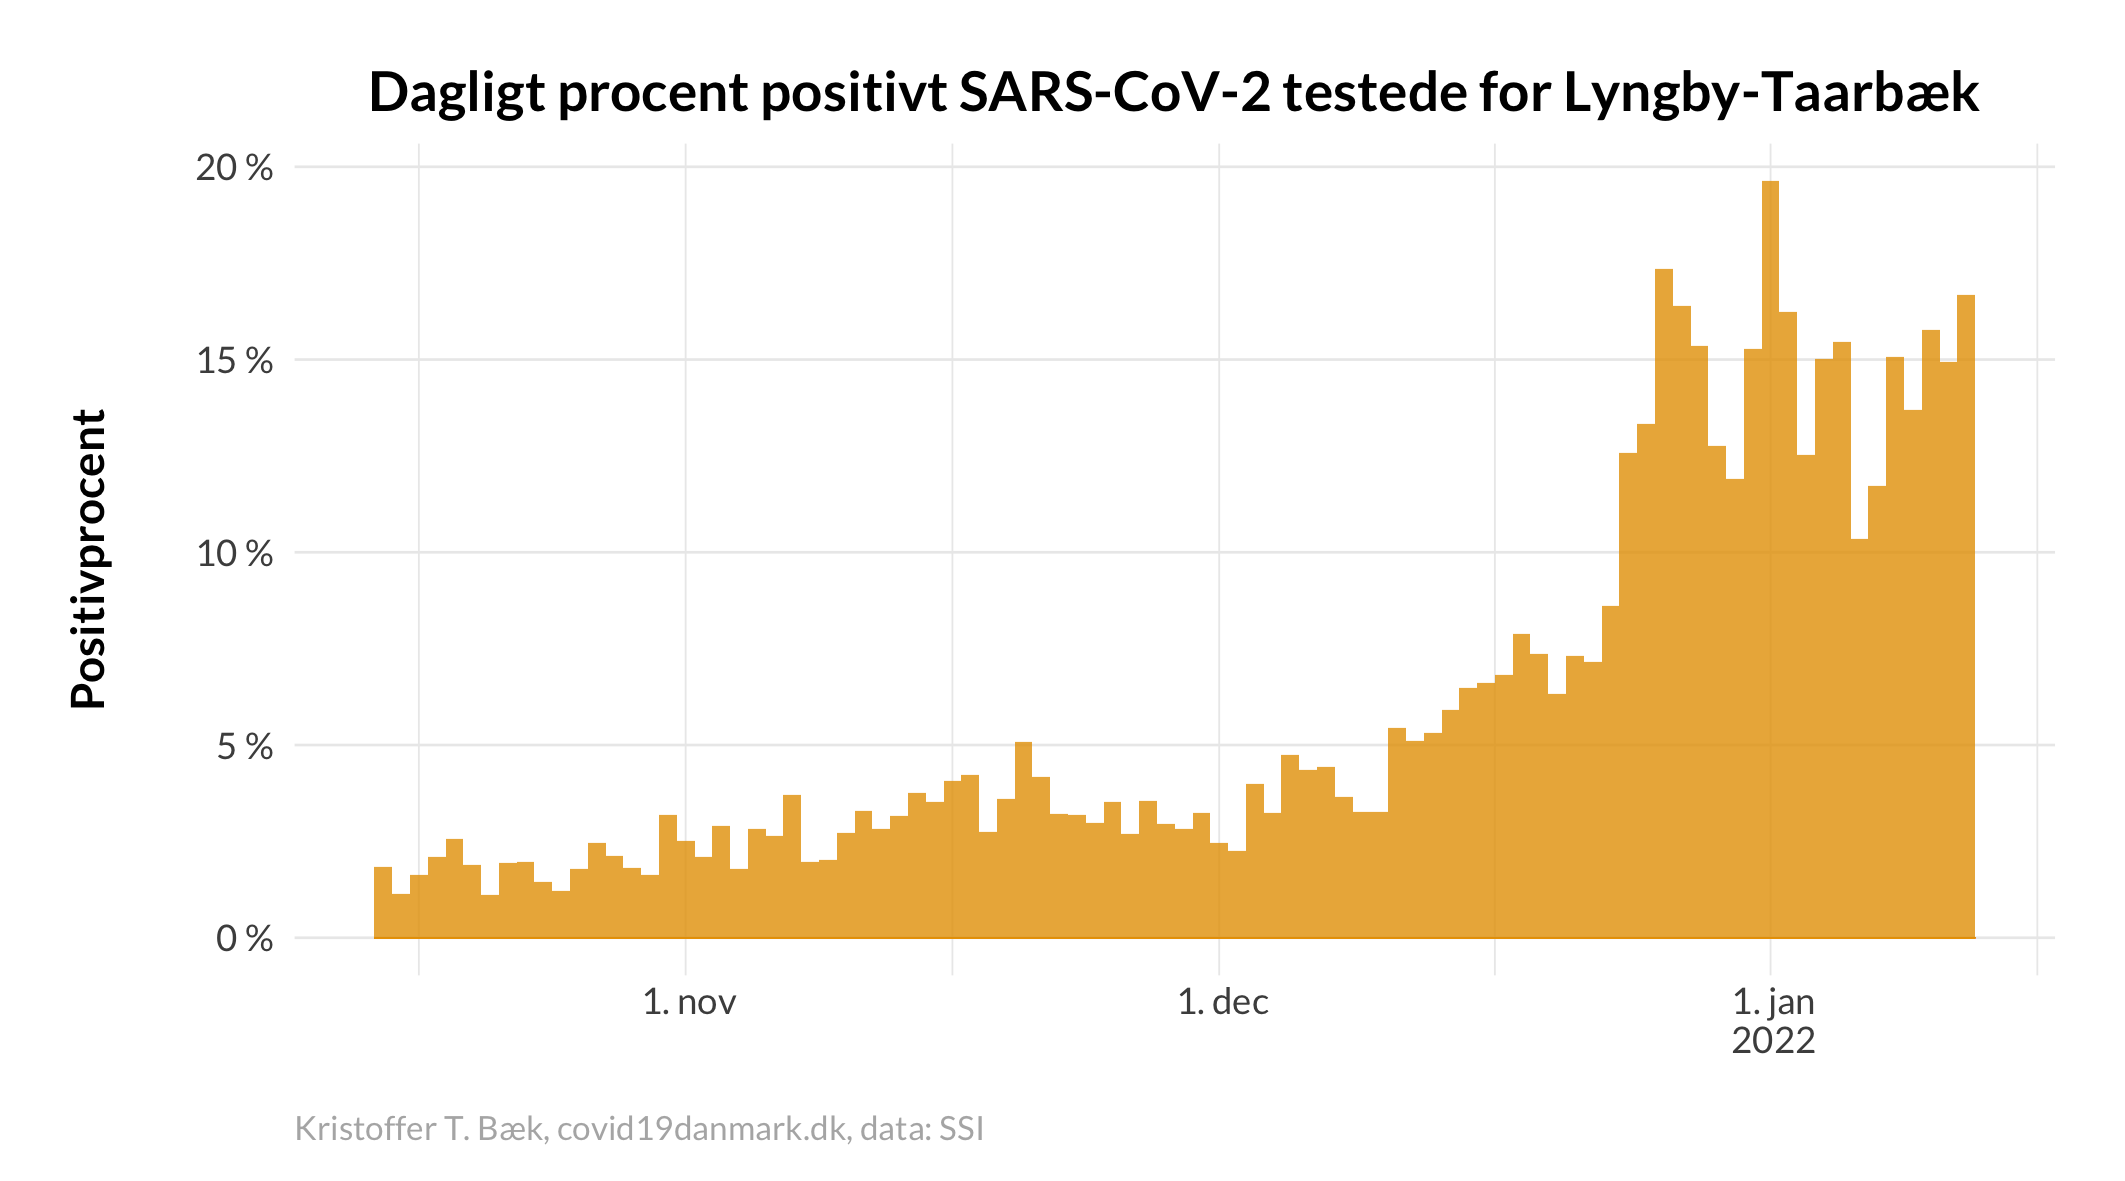 Dagligt procent positivt SARS-CoV-2 testede for Lyngby-Taarbæk
Positivprocent
20 %
15 %
10 %
5 %
0 %
1. nov
1. dec
1. jan
2022
Kristoffer T. Bæk, covid19danmark.dk, data: SSI